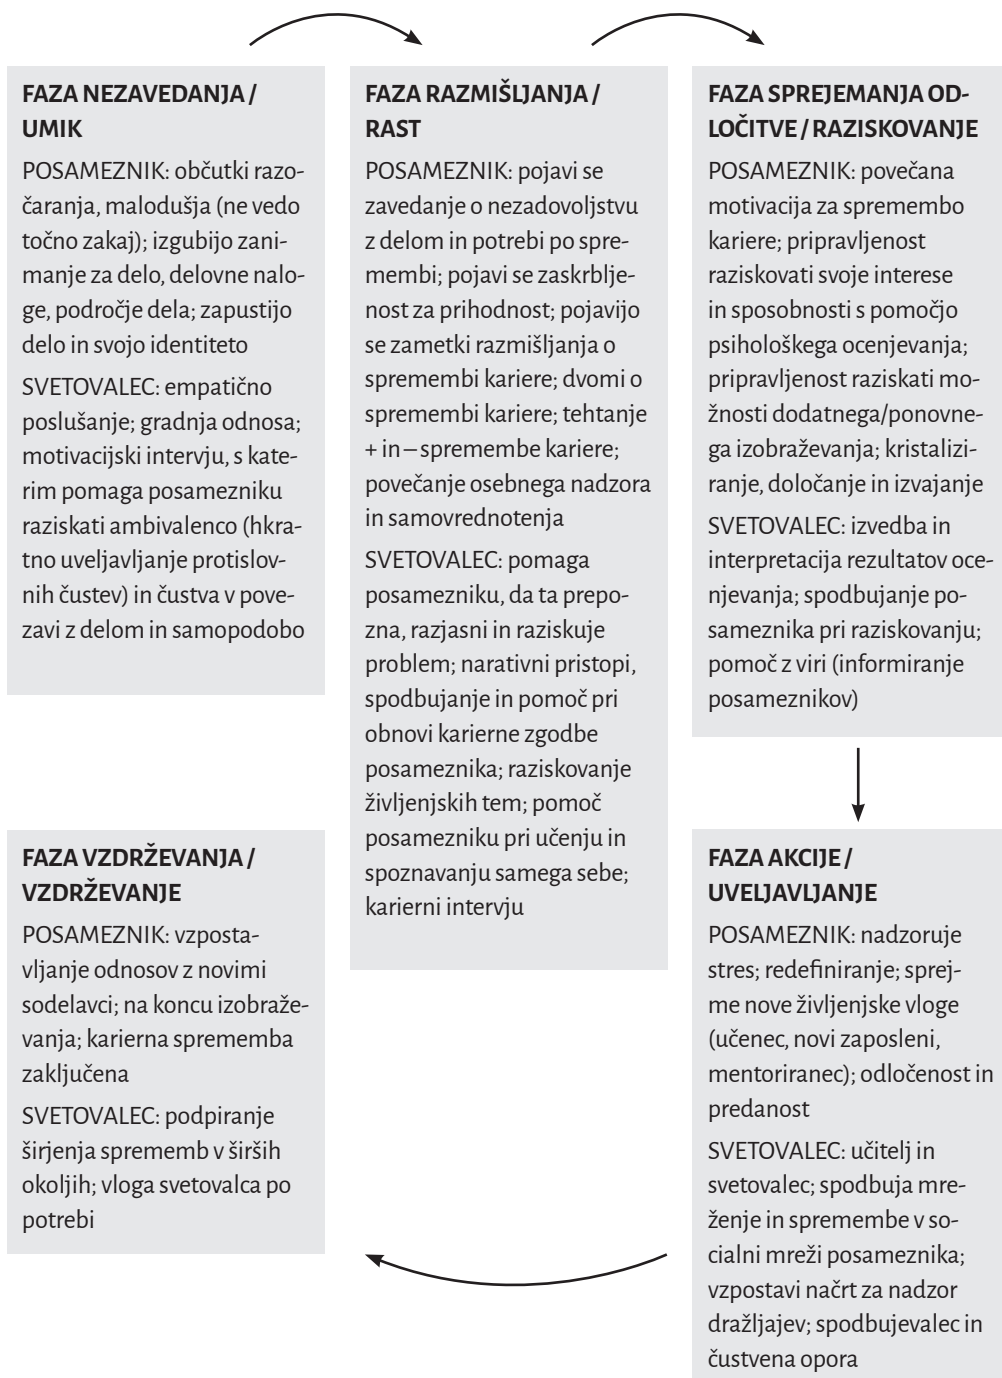 FAZA NEZAVEDANJA /
UMIK
POSAMEZNIK: občutki razo-
čaranja, malodušja (ne vedo
točno zakaj); izgubijo zani-
manje za delo, delovne nalo-
ge, področje dela; zapustijo
delo in svojo identiteto
SVETOVALEC: empatično
poslušanje; gradnja odnosa;
motivacijski intervju, s kate-
rim pomaga posamezniku
raziskati ambivalenco (hkra-
tno uveljavljanje protislov-
nih čustev) in čustva v pove-
zavi z delom in samopodobo
FAZA RAZMIŠLJANJA /
RAST
POSAMEZNIK: pojavi se
zavedanje o nezadovoljstvu
z delom in potrebi po spre-
membi; pojavi se zaskrblje-
nost za prihodnost; pojavijo
se zametki razmišljanja o
spremembi kariere; dvomi o
spremembi kariere; tehtanje
+ in – spremembe kariere;
povečanje osebnega nadzora
in samovrednotenja
SVETOVALEC: pomaga
posamezniku, da ta prepo-
zna, razjasni in raziskuje
problem; narativni pristopi,
spodbujanje in pomoč pri
obnovi karierne zgodbe
posameznika; raziskovanje
življenjskih tem; pomoč
posamezniku pri učenju in
spoznavanju samega sebe;
karierni intervju
FAZA SPREJEMANJA OD-
LOČITVE / RAZISKOVANJE
POSAMEZNIK: povečana
motivacija za spremembo
kariere; pripravljenost
raziskovati svoje interese
in sposobnosti s pomočjo
psihološkega ocenjevanja;
pripravljenost raziskati mo-
žnosti dodatnega/ponovne-
ga izobraževanja; kristalizi-
ranje, določanje in izvajanje
SVETOVALEC: izvedba in
interpretacija rezultatov oce-
njevanja; spodbujanje po-
sameznika pri raziskovanju;
pomoč z viri (informiranje
posameznikov)
FAZA AKCIJE /
UVELJAVLJANJE
POSAMEZNIK: nadzoruje
stres; redefiniranje; sprej-
me nove življenjske vloge
(učenec, novi zaposleni,
mentoriranec); odločenost in
predanost
SVETOVALEC: učitelj in
svetovalec; spodbuja mre-
ženje in spremembe v so-
cialni mreži posameznika;
vzpostavi načrt za nadzor
dražljajev; spodbujevalec in
čustvena opora
FAZA VZDRŽEVANJA /
VZDRŽEVANJE
POSAMEZNIK: vzposta-
vljanje odnosov z novimi
sodelavci; na koncu izobraže-
vanja; karierna sprememba
zaključena
SVETOVALEC: podpiranje
širjenja sprememb v širših
okoljih; vloga svetovalca po
potrebi